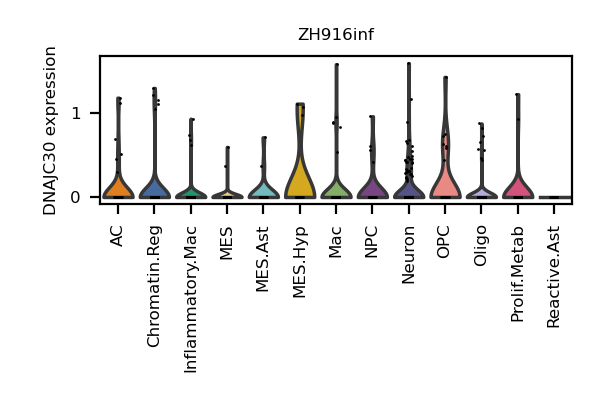 ZH916inf
DNAJC30 expression
1
0
AC
Chromatin.Reg
Inflammatory.Mac
MES
MES.Ast
MES.Hyp
Mac
NPC
Neuron
OPC
Oligo
Prolif.Metab
Reactive.Ast